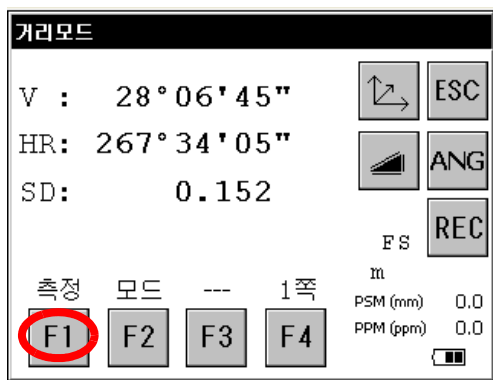 거리모드
V : 28°06'45" ESC
HR: 267°34'05" ANG
SD: 0.152 REC
FS
m
측정 모드 --- 1쪽
PSM (mm) 0.0
F1 F2 F3 F4
PPM (ppm) 0.0